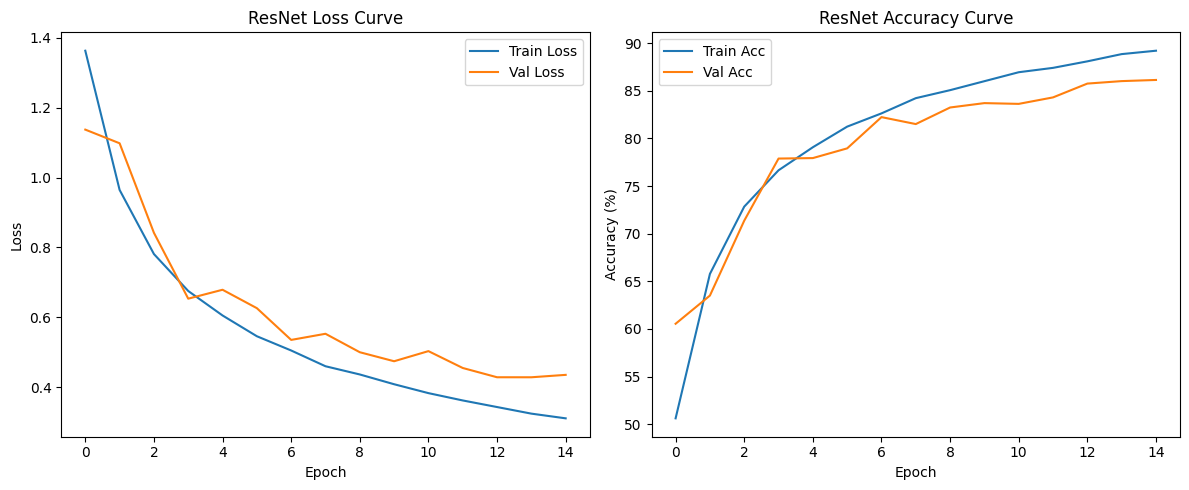 ResNet Loss Curve
1.4
1.2
1.0
0.8
0.6
0.4
Loss
0 2 4 6 8 10 12 14
Epoch
Train Loss
Val Loss
ResNet Accuracy Curve
90
85
80
75
70
65
60
55
50
Accuracy (%)
0 2 4 6 8 10 12 14
Epoch
Train Acc
Val Acc